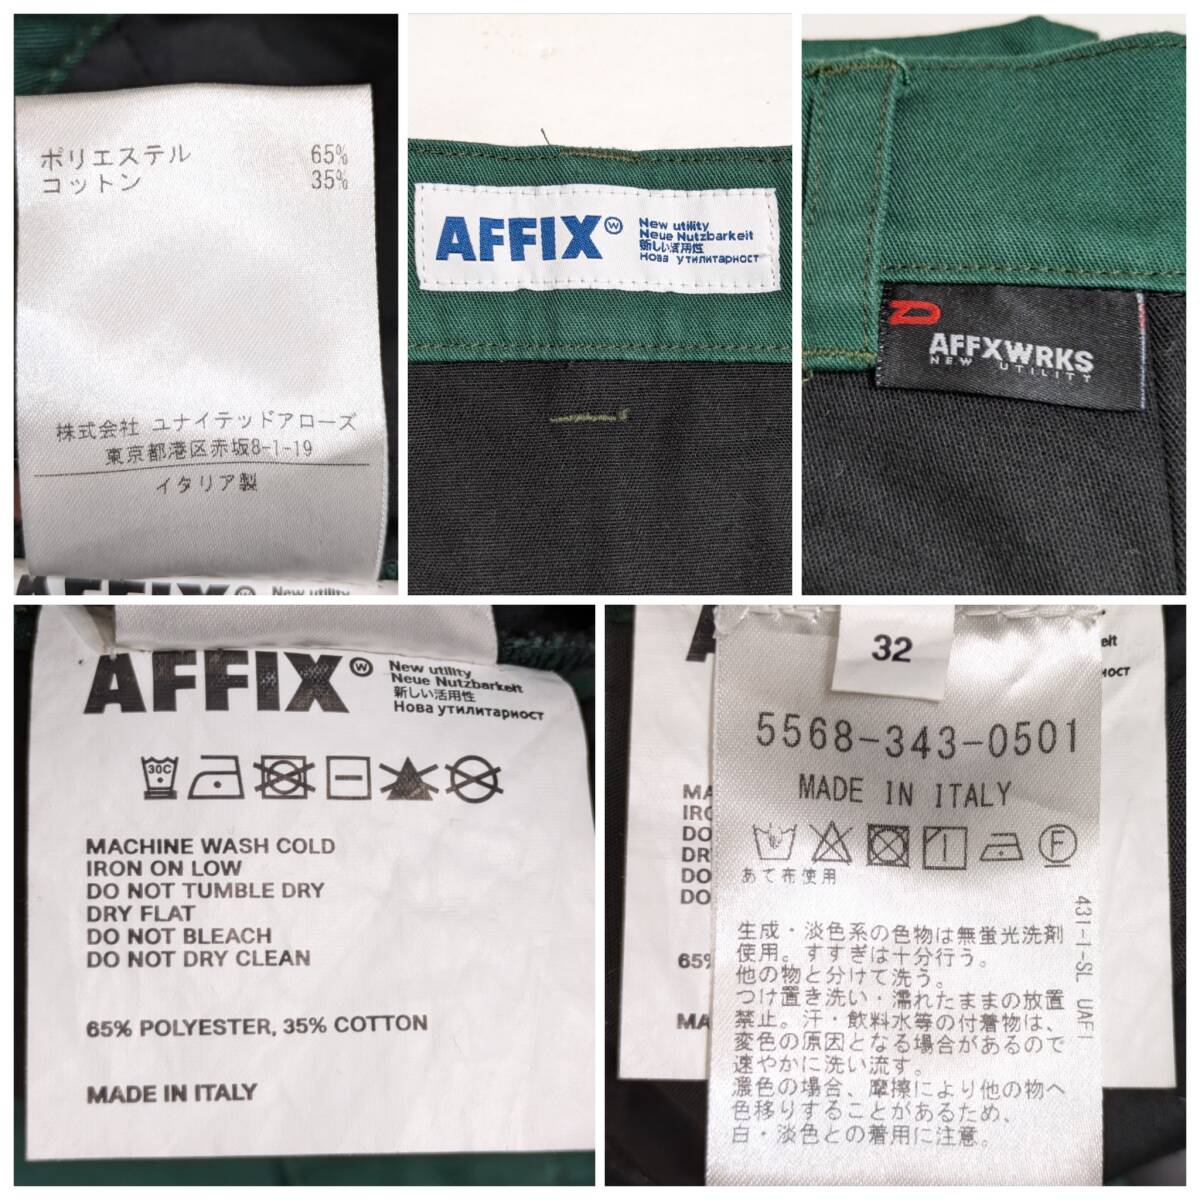 ポリエステル 65%
コットン 35%
株式会社 ユナイテッドアローズ
東京都港区赤坂8-1-19
イタリア製
AFFIX
New utility
AFFIX W
New utility
Neue Nutzbarkeit
新しい活用性
Нова утилитарност
AFFXWRKS
NEW UTILITY
AFFIX W
New utility
Neue Nutzbarkeit
新しい活用性
Нова утилитарност
30C
MACHINE WASH COLD
IRON ON LOW
DO NOT TUMBLE DRY
DRY FLAT
DO NOT BLEACH
DO NOT DRY CLEAN
65% POLYESTER, 35% COTTON
MADE IN ITALY
32
5568-343-0501
MADE IN ITALY
F
あて布使用
生成・淡色系の色物は無蛍光洗剤
使用。すすぎは十分行う。
他の物と分けて洗う。
つけ置き洗い・濡れたままの放置
禁止。汗・飲料水等の付着物は、
変色の原因となる場合があるので
速やかに洗い流す。
濃色の場合、摩擦により他の物へ
色移りすることがあるため、
白・淡色との着用に注意。
431-1-SL UAF1